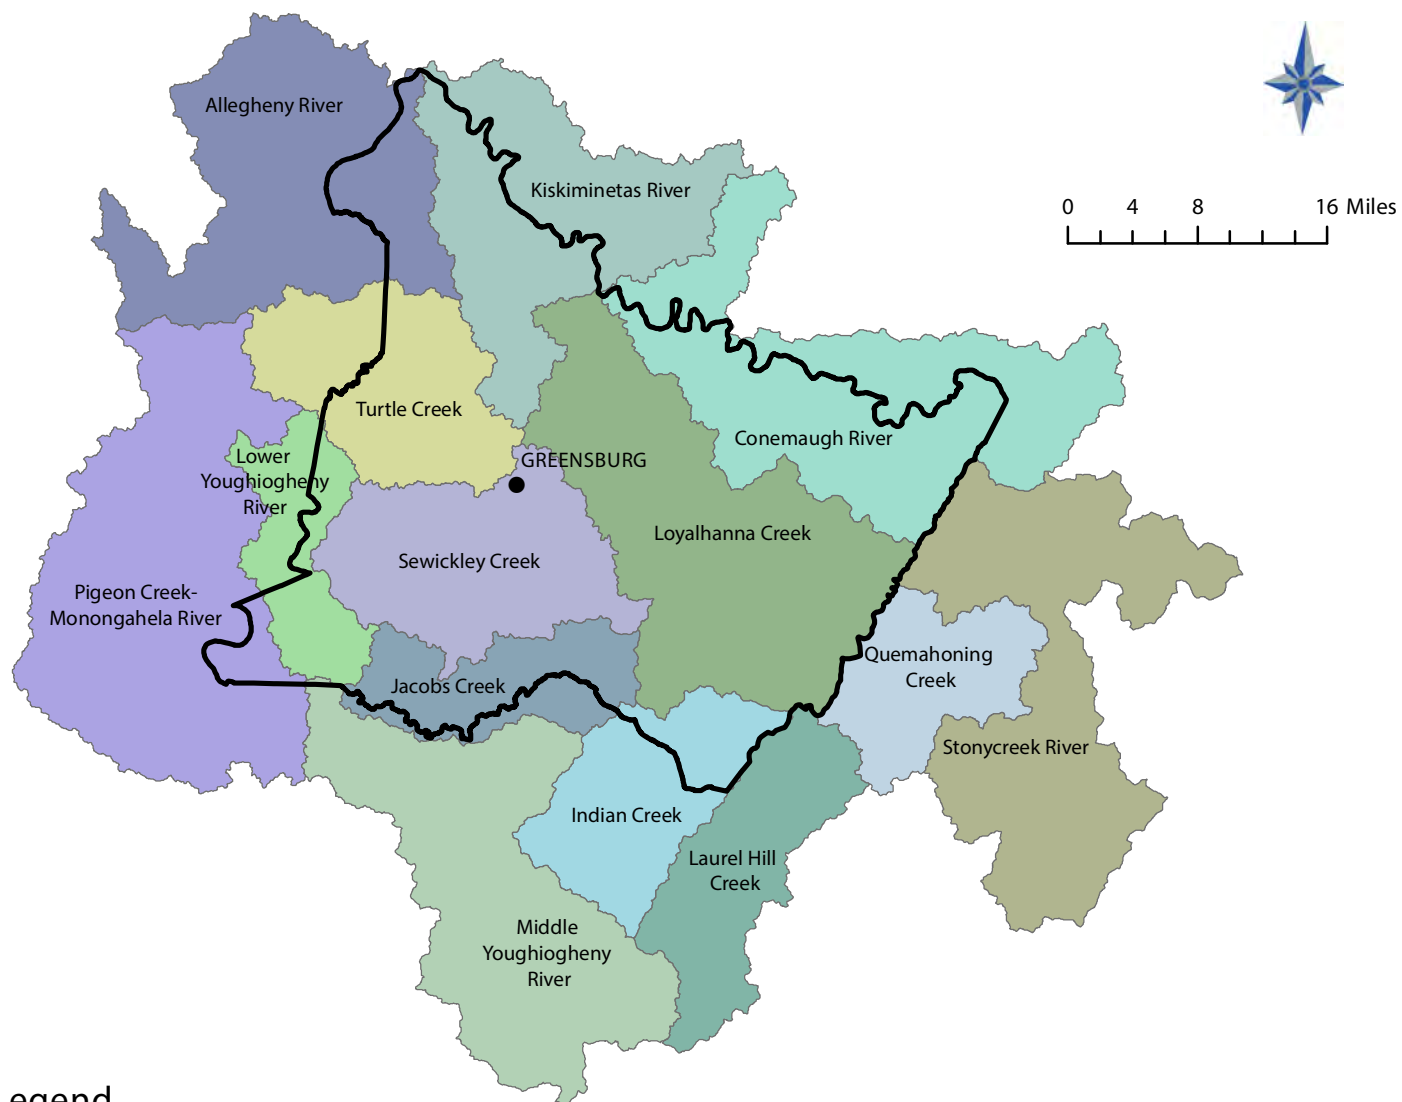 Allegheny River
Kiskiminetas River
0 4 8 16 Miles
Turtle Creek
Conemaugh River
Lower
Youghiogheny
River
GREENSBURG
Loyalhanna Creek
Sewickley Creek
Pigeon Creek-
Monongahela River
Quemahoning
Creek
Jacobs Creek
Stonycreek River
Indian Creek
Laurel Hill
Creek
Middle
Youghiogheny
River
egend